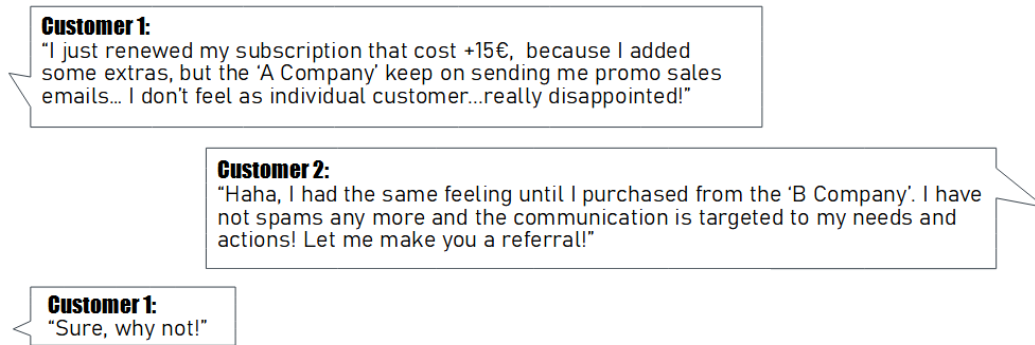 Customer 1:
“I just renewed my subscription that cost +15€, because I added
some extras, but the ‘A Company’ keep on sending me promo sales
emails... I don’t feel as individual customer...really disappointed!”
Customer 2:
“Haha, I had the same feeling until I purchased from the ‘B Company’. I have
not spams any more and the communication is targeted to my needs and
actions! Let me make you a referral!”
Customer 1:
“Sure, why not!”